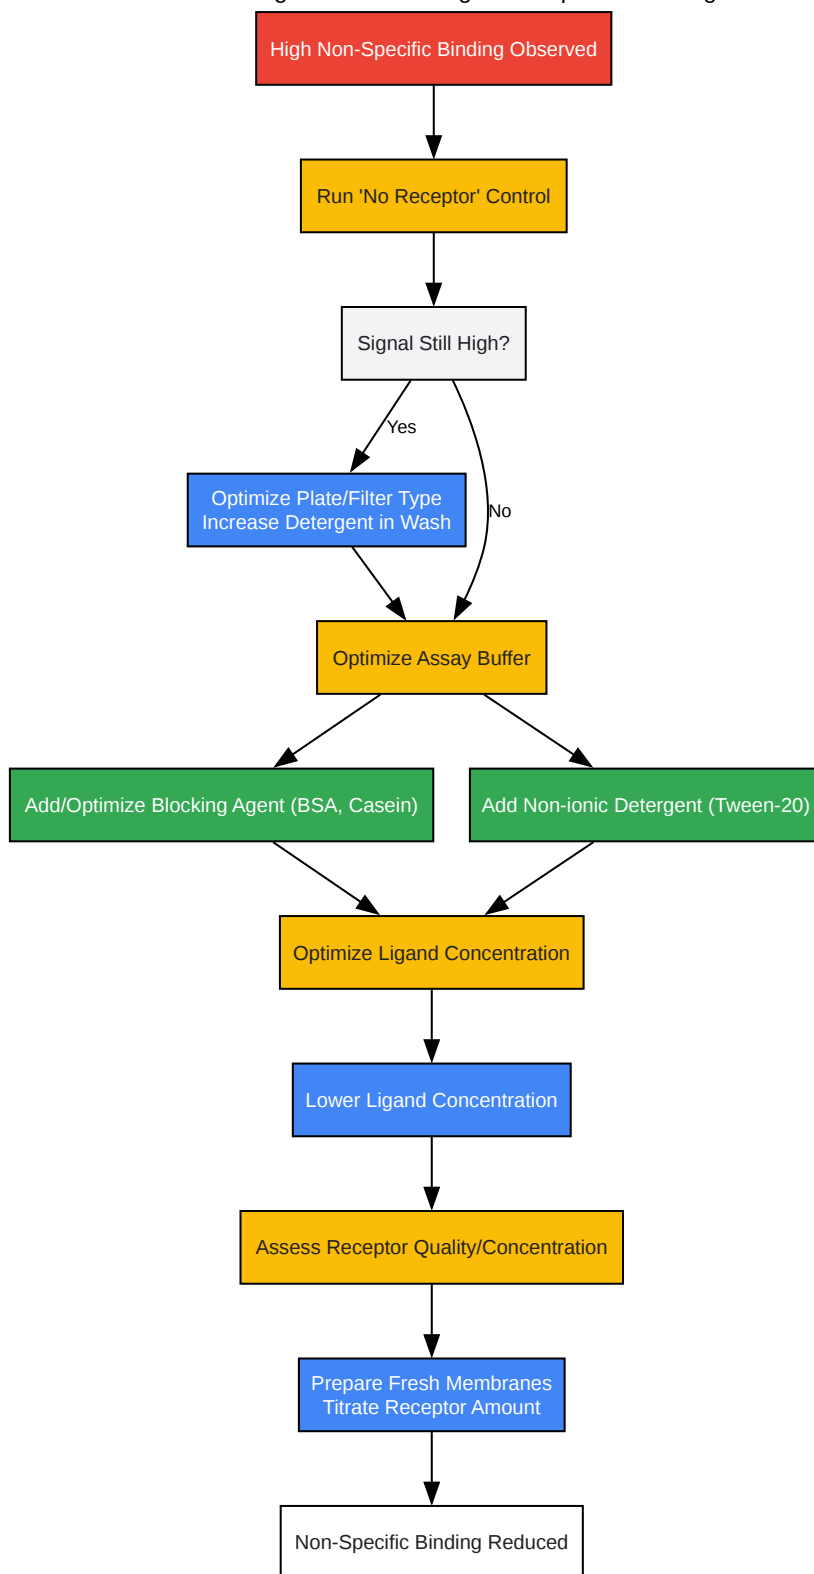 High Non-Specific Binding Observed
Run 'No Receptor' Control
Signal Still High?
Yes
Optimize Plate/Filter Type
Increase Detergent in Wash
No
Optimize Assay Buffer
Add/Optimize Blocking Agent (BSA, Casein)
Add Non-ionic Detergent (Tween-20)
Optimize Ligand Concentration
Lower Ligand Concentration
Assess Receptor Quality/Concentration
Prepare Fresh Membranes
Titrate Receptor Amount
Non-Specific Binding Reduced